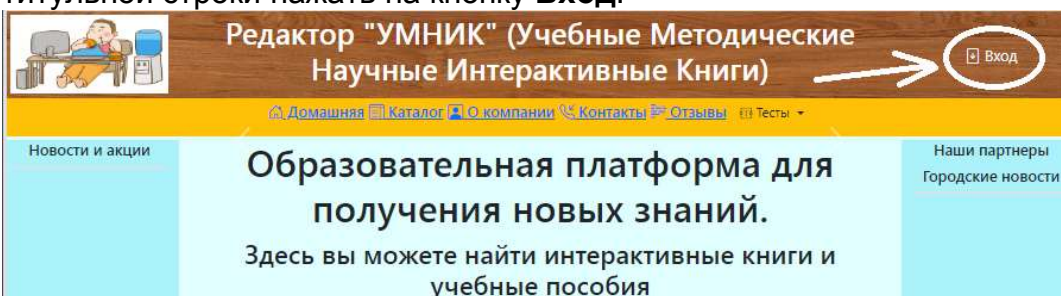 титульной строки нажать на кнопку Вход.
Редактор "УМНИК" (Учебные Методические
Научные Интерактивные Книги)
Вход
Домашняя Каталог О компании Контакты Отзывы Тесты
Новости и акции
Образовательная платформа для
получения новых знаний.
Здесь вы можете найти интерактивные книги и
учебные пособия
Наши партнеры
Городские новости